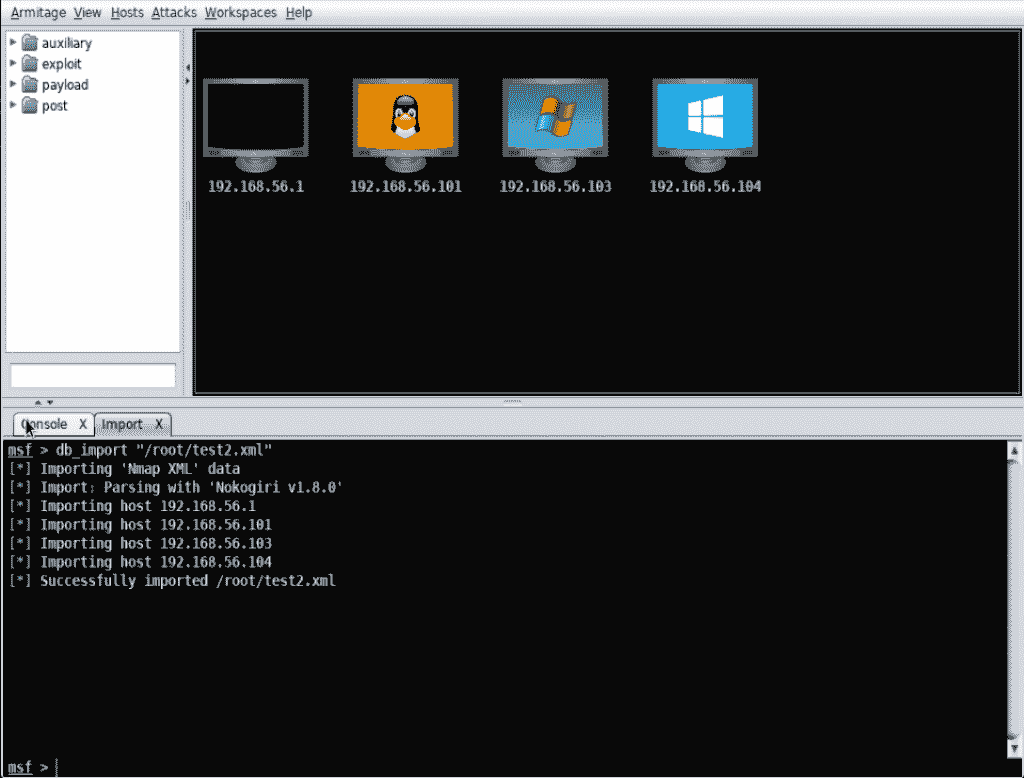 Armitage View Hosts Attacks Workspaces Help
auxiliary
exploit
payload
post
192.168.56.1 192.168.56.101 192.168.56.103 192.168.56.104
Console X Import X
msf > db_import "/root/test2.xml"
[*] Importing 'Nmap XML' data
[*] Import: Parsing with 'Nokogiri v1.8.0'
[*] Importing host 192.168.56.1
[*] Importing host 192.168.56.101
[*] Importing host 192.168.56.103
[*] Importing host 192.168.56.104
[*] Successfully imported /root/test2.xml
msf >